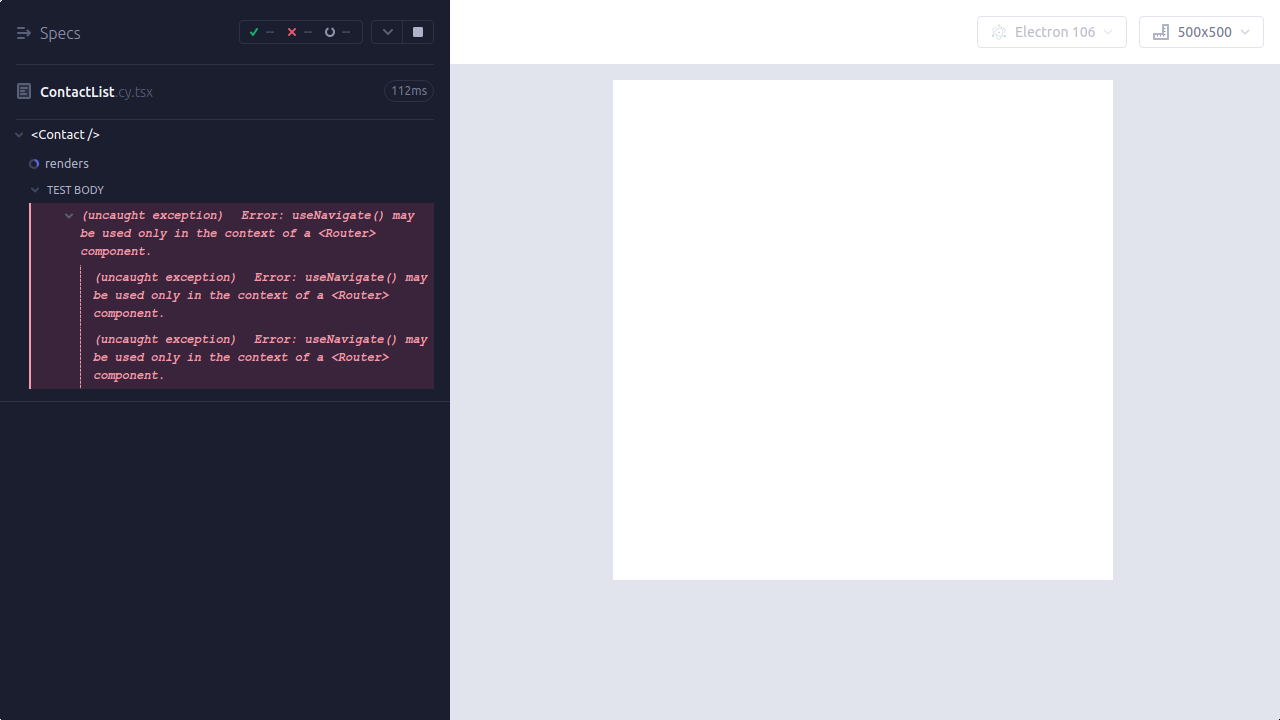 Specs
-- -- --
ContactList.cy.tsx 112ms
<Contact />
renders
TEST BODY
(uncaught exception) Error: useNavigate() may
be used only in the context of a <Router>
component.
(uncaught exception) Error: useNavigate() may
be used only in the context of a <Router>
component.
(uncaught exception) Error: useNavigate() may
be used only in the context of a <Router>
component.
Electron 106
500x500